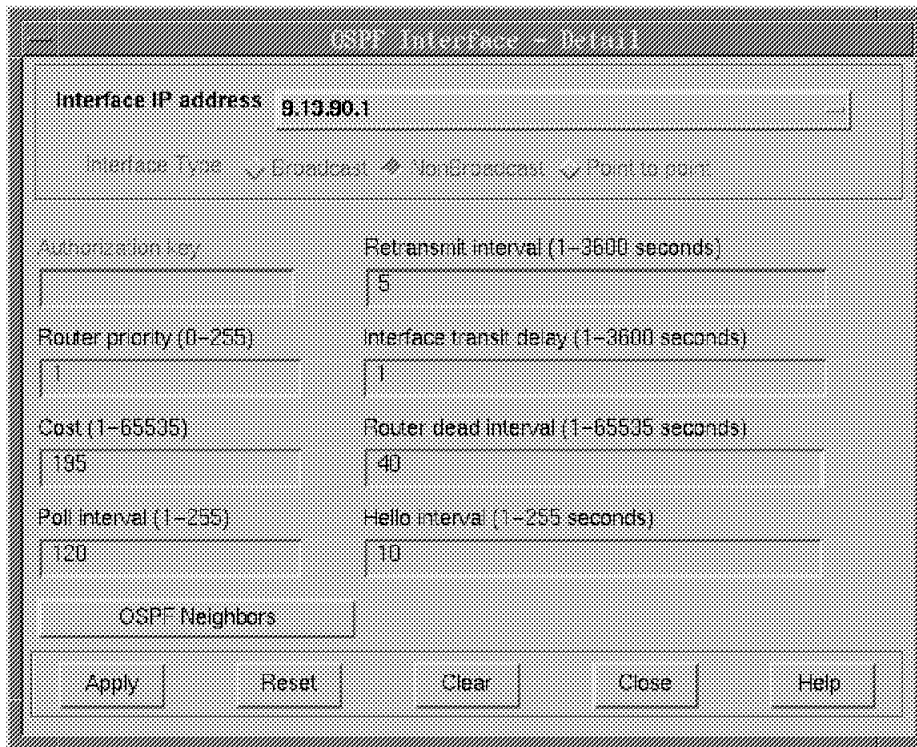 OSPF Interface - Detail
Interface IP address 9.19.90.1 ...
Interface Type Broadcast NonBroadcast Point to point
Authorization key
Retransmit interval (1-3600 seconds)
5
Router priority (0-255)
1
Interface transit delay (1-3600 seconds)
1
Cost (1-65535)
195
Router dead interval (1-65535 seconds)
40
Poll interval (1-255)
120
Hello interval (1-255 seconds)
10
OSPF Neighbors
Apply Reset Clear Close Help